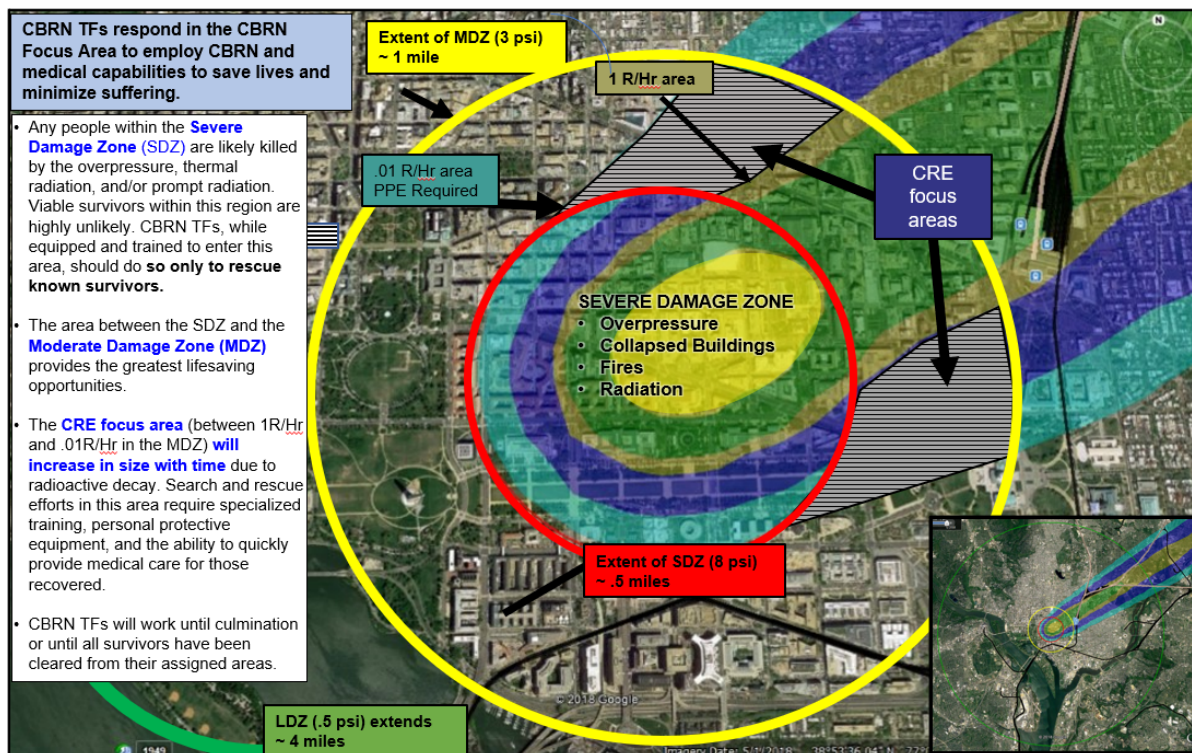 CBRN TFs respond in the CBRN
Focus Area to employ CBRN and
medical capabilities to save lives and
minimize suffering.
• Any people within the Severe
Damage Zone (SDZ) are likely killed
by the overpressure, thermal
radiation, and/or prompt radiation.
Viable survivors within this region are
highly unlikely. CBRN TFs, while
equipped and trained to enter this
area, should do so only to rescue
known survivors.
• The area between the SDZ and the
Moderate Damage Zone (MDZ)
provides the greatest lifesaving
opportunities.
• The CRE focus area (between 1R/Hr
and .01R/Hr in the MDZ) will
increase in size with time due to
radioactive decay. Search and rescue
efforts in this area require specialized
training, personal protective
equipment, and the ability to quickly
provide medical care for those
recovered.
• CBRN TFs will work until culmination
or until all survivors have been
cleared from their assigned areas.
Extent of MDZ (3 psi)
~ 1 mile
1 R/Hr area
.01 R/Hr area
PPE Required
CRE
focus
areas
N
SEVERE DAMAGE ZONE
• Overpressure
• Collapsed Buildings
• Fires
• Radiation
Extent of SDZ (8 psi)
~ .5 miles
LDZ (.5 psi) extends
~ 4 miles
© 2018 Google
1949